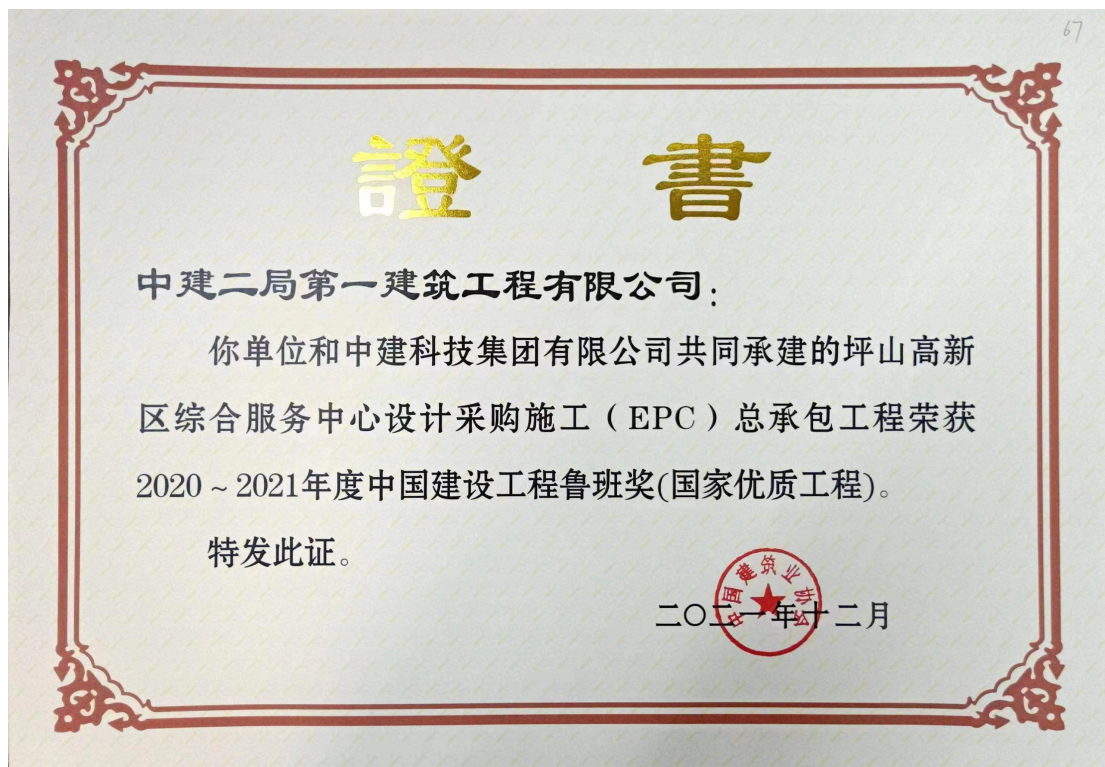 67
證書
中建二局第一建筑工程有限公司：
你单位和中建科技集团有限公司共同承建的坪山高新
区综合服务中心设计采购施工（EPC）总承包工程荣获
2020～2021年度中国建设工程鲁班奖(国家优质工程)。
特发此证。
中国建筑业协会
二〇二一年十二月